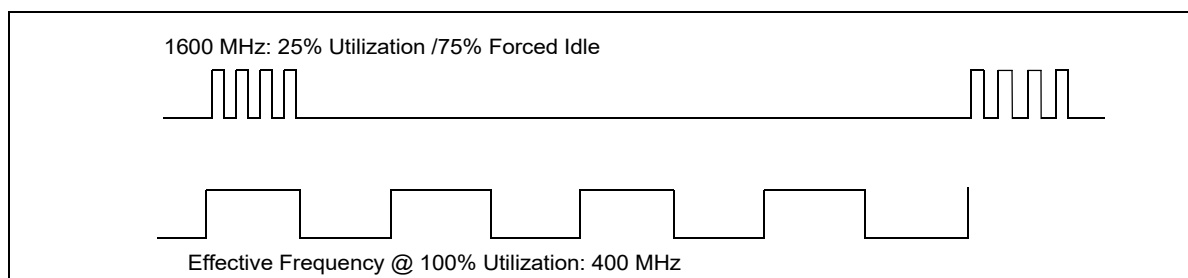 1600 MHz: 25% Utilization /75% Forced Idle
Effective Frequency @ 100% Utilization: 400 MHz